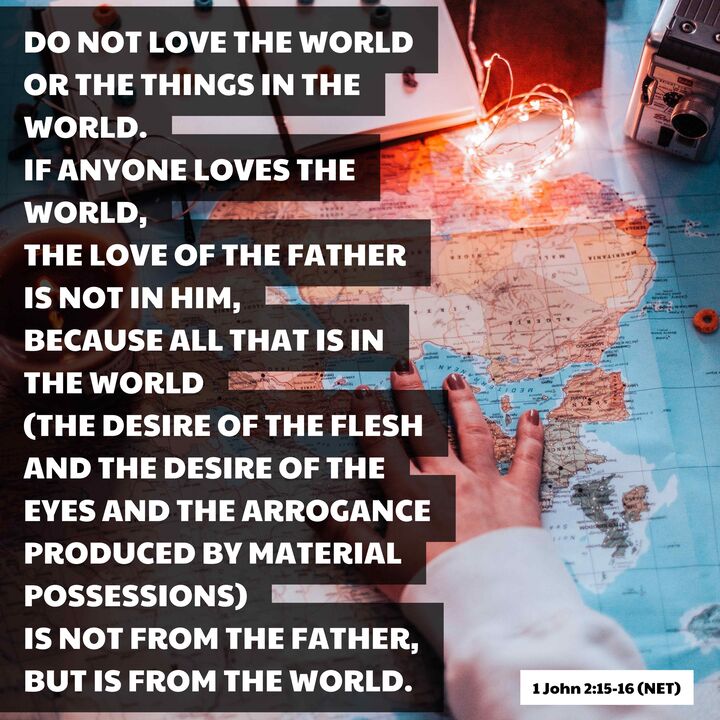 DO NOT LOVE THE WORLD
OR THE THINGS IN THE
WORLD.
IF ANYONE LOVES THE
WORLD,
THE LOVE OF THE FATHER
IS NOT IN HIM,
BECAUSE ALL THAT IS IN
THE WORLD
(THE DESIRE OF THE FLESH
AND THE DESIRE OF THE
EYES AND THE ARROGANCE
PRODUCED BY MATERIAL
POSSESSIONS)
IS NOT FROM THE FATHER,
BUT IS FROM THE WORLD.
1 John 2:15-16 (NET)
MAURITANIA
ALGERIA
LIBYA